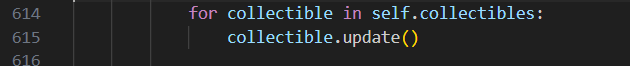 614 for collectible in self.collectibles:
615 collectible.update()
616